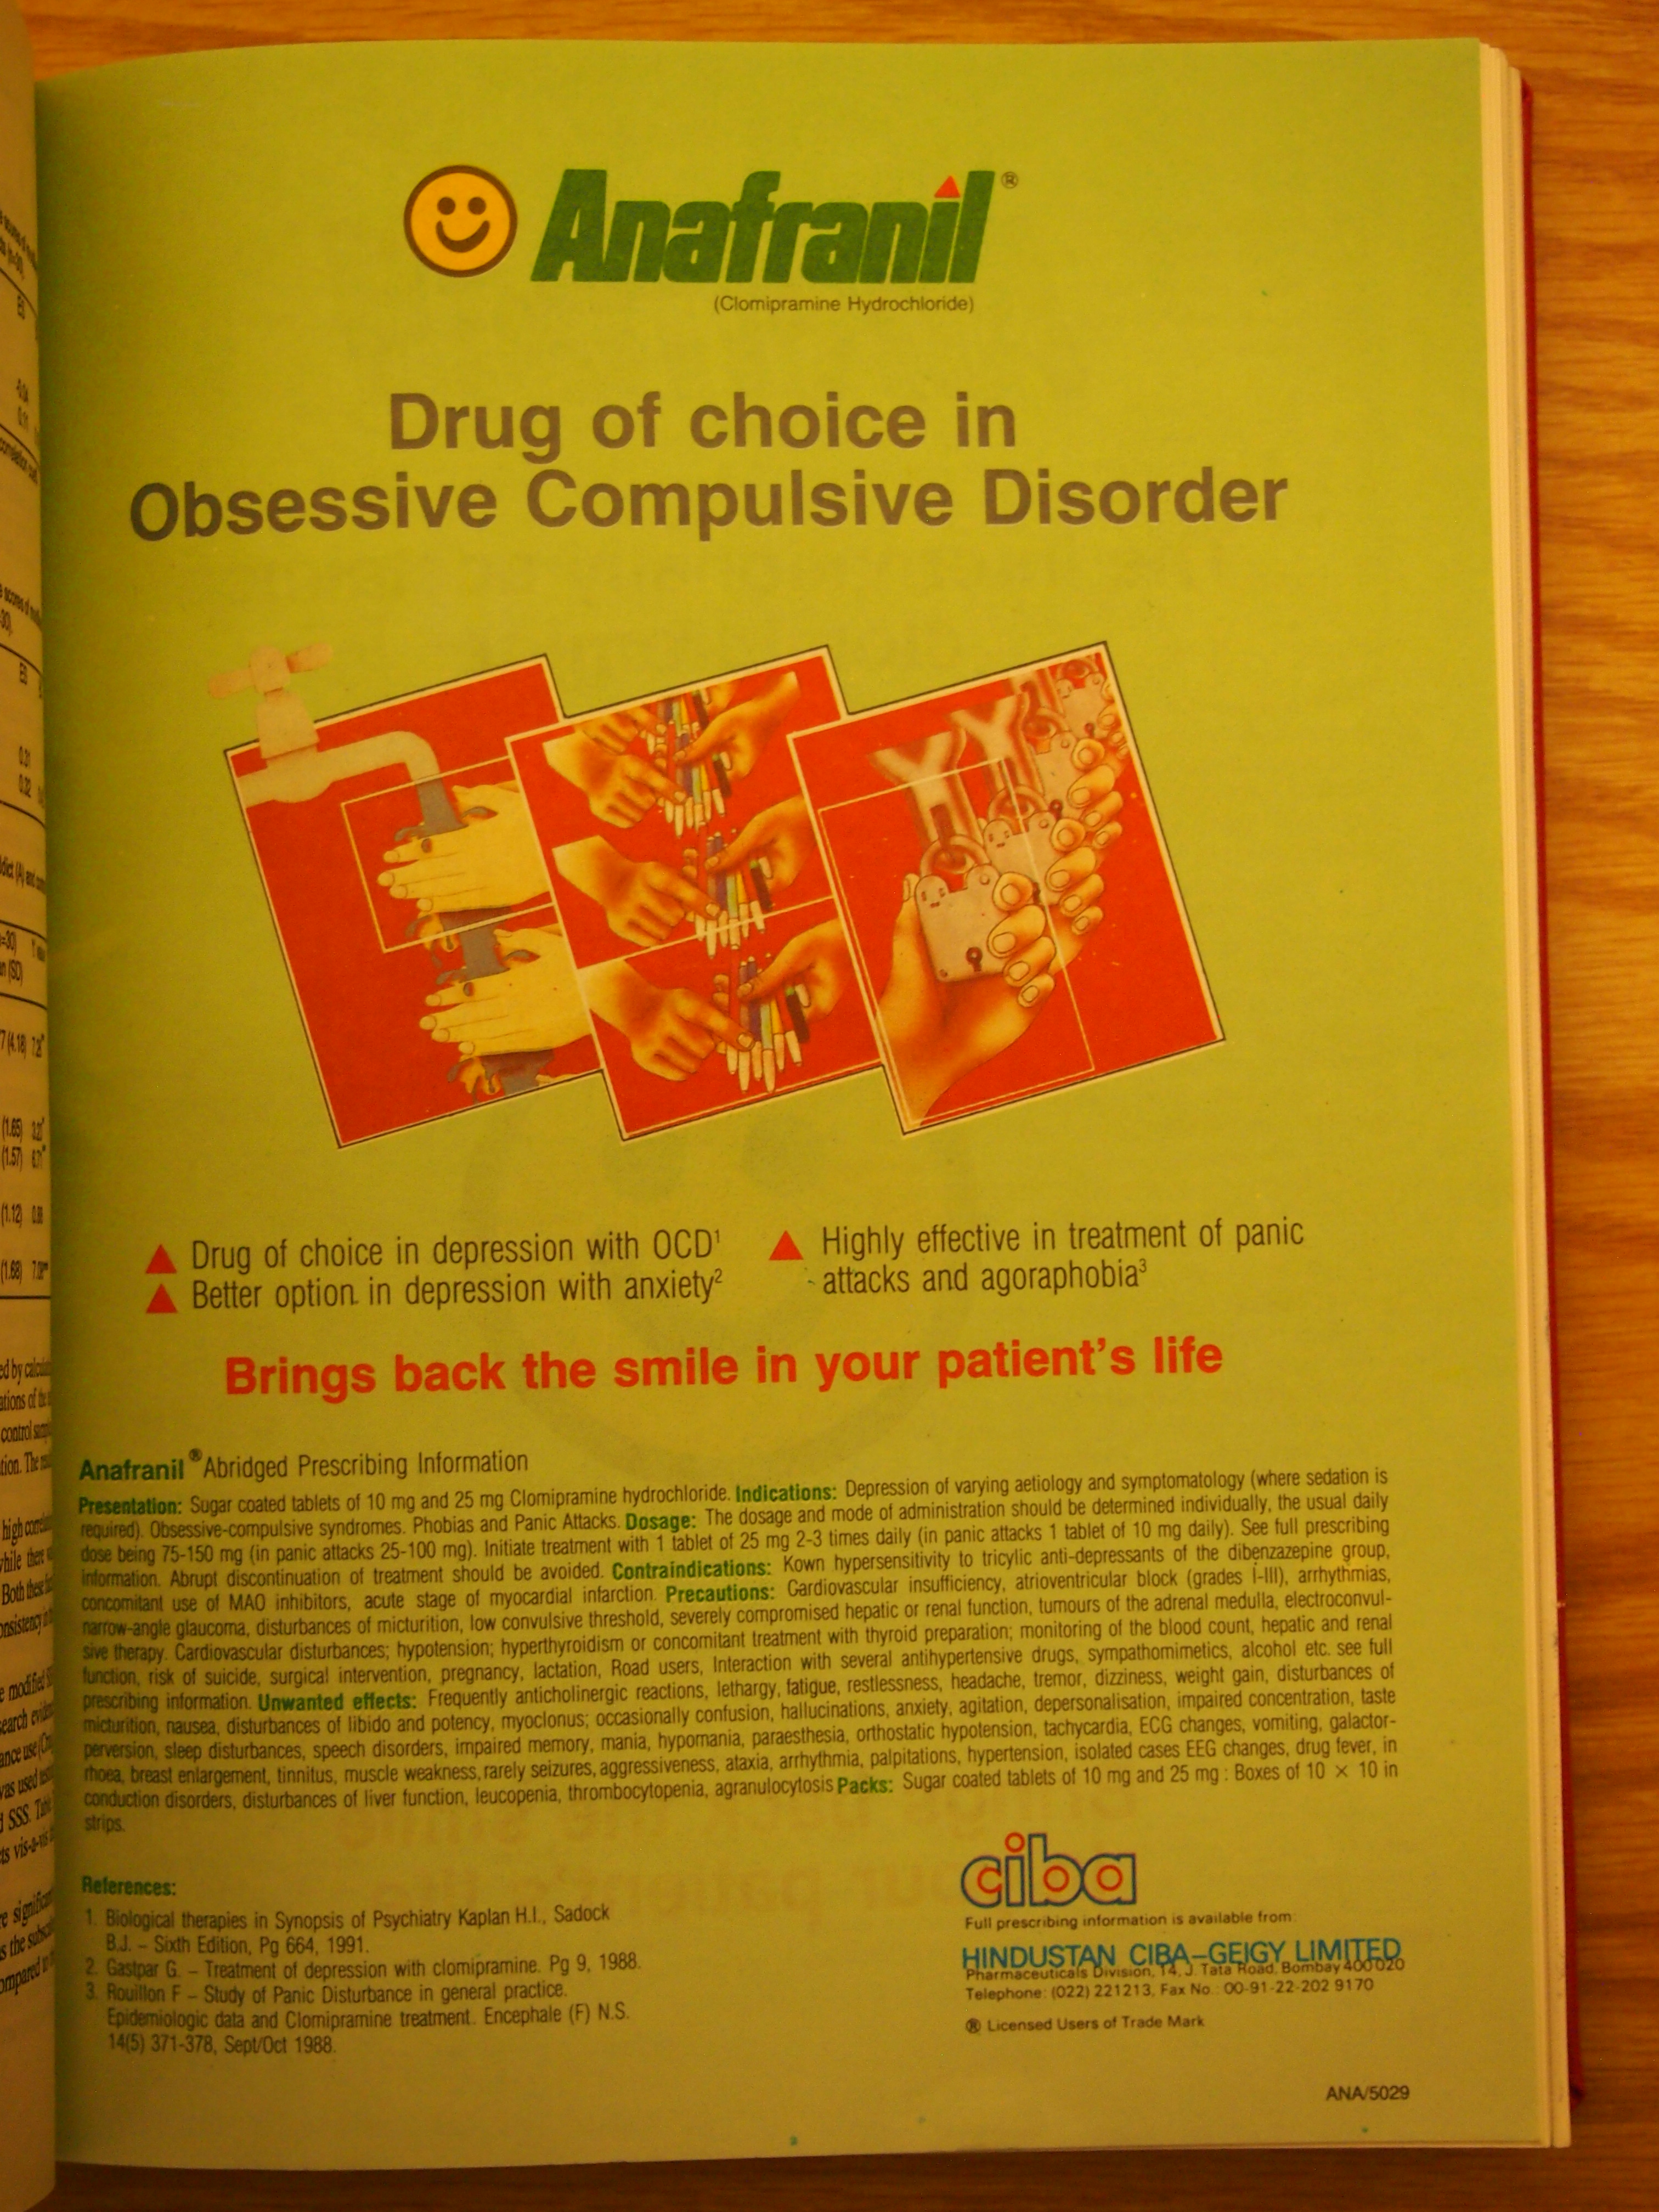 Anafranil®
(Clomipramine Hydrochloride)
Drug of choice in
Obsessive Compulsive Disorder
▲ Drug of choice in depression with OCD¹
▲ Better option in depression with anxiety²
▲ Highly effective in treatment of panic
attacks and agoraphobia³
Brings back the smile in your patient's life
Anafranil® Abridged Prescribing Information
Presentation: Sugar coated tablets of 10 mg and 25 mg Clomipramine hydrochloride. Indications: Depression of varying aetiology and symptomatology (where sedation is
required). Obsessive-compulsive syndromes. Phobias and Panic Attacks. Dosage: The dosage and mode of administration should be determined individually, the usual daily
dose being 75-150 mg (in panic attacks 25-100 mg). Initiate treatment with 1 tablet of 25 mg 2-3 times daily (in panic attacks 1 tablet of 10 mg daily). See full prescribing
information. Abrupt discontinuation of treatment should be avoided. Contraindications: Kown hypersensitivity to tricylic anti-depressants of the dibenzazepine group,
concomitant use of MAO inhibitors, acute stage of myocardial infarction. Precautions: Cardiovascular insufficiency, atrioventricular block (grades I-III), arrhythmias,
narrow-angle glaucoma, disturbances of micturition, low convulsive threshold, severely compromised hepatic or renal function, tumours of the adrenal medulla, electroconvul-
sive therapy. Cardiovascular disturbances; hypotension; hyperthyroidism or concomitant treatment with thyroid preparation; monitoring of the blood count, hepatic and renal
function, risk of suicide, surgical intervention, pregnancy, lactation, Road users, Interaction with several antihypertensive drugs, sympathomimetics, alcohol etc. see full
prescribing information. Unwanted effects: Frequently anticholinergic reactions, lethargy, fatigue, restlessness, headache, tremor, dizziness, weight gain, disturbances of
micturition, nausea, disturbances of libido and potency, myoclonus; occasionally confusion, hallucinations, anxiety, agitation, depersonalisation, impaired concentration, taste
perversion, sleep disturbances, speech disorders, impaired memory, mania, hypomania, paraesthesia, orthostatic hypotension, tachycardia, ECG changes, vomiting, galactor-
rhoea, breast enlargement, tinnitus, muscle weakness, rarely seizures, aggressiveness, ataxia, arrhythmia, palpitations, hypertension, isolated cases EEG changes, drug fever, in
conduction disorders, disturbances of liver function, leucopenia, thrombocytopenia, agranulocytosis Packs: Sugar coated tablets of 10 mg and 25 mg : Boxes of 10 × 10 in
strips.
References:
1. Biological therapies in Synopsis of Psychiatry Kaplan H.I., Sadock
B.J. – Sixth Edition, Pg 664, 1991.
2. Gastpar G. – Treatment of depression with clomipramine. Pg 9, 1988.
3. Rouillon F – Study of Panic Disturbance in general practice.
Epidemiologic data and Clomipramine treatment. Encephale (F) N.S.
14(5) 371-378, Sept/Oct 1988.
ciba
Full prescribing information is available from:
HINDUSTAN CIBA–GEIGY LIMITED
Pharmaceuticals Division, 14, J. Tata Road, Bombay 400 020
Telephone: (022) 221213, Fax No.: 00-91-22-202 9170
® Licensed Users of Trade Mark
ANA/5029